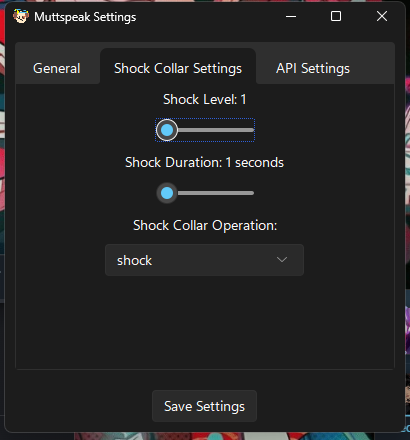 Muttspeak Settings
General
Shock Collar Settings
API Settings
Shock Level: 1
Shock Duration: 1 seconds
Shock Collar Operation:
shock
Save Settings